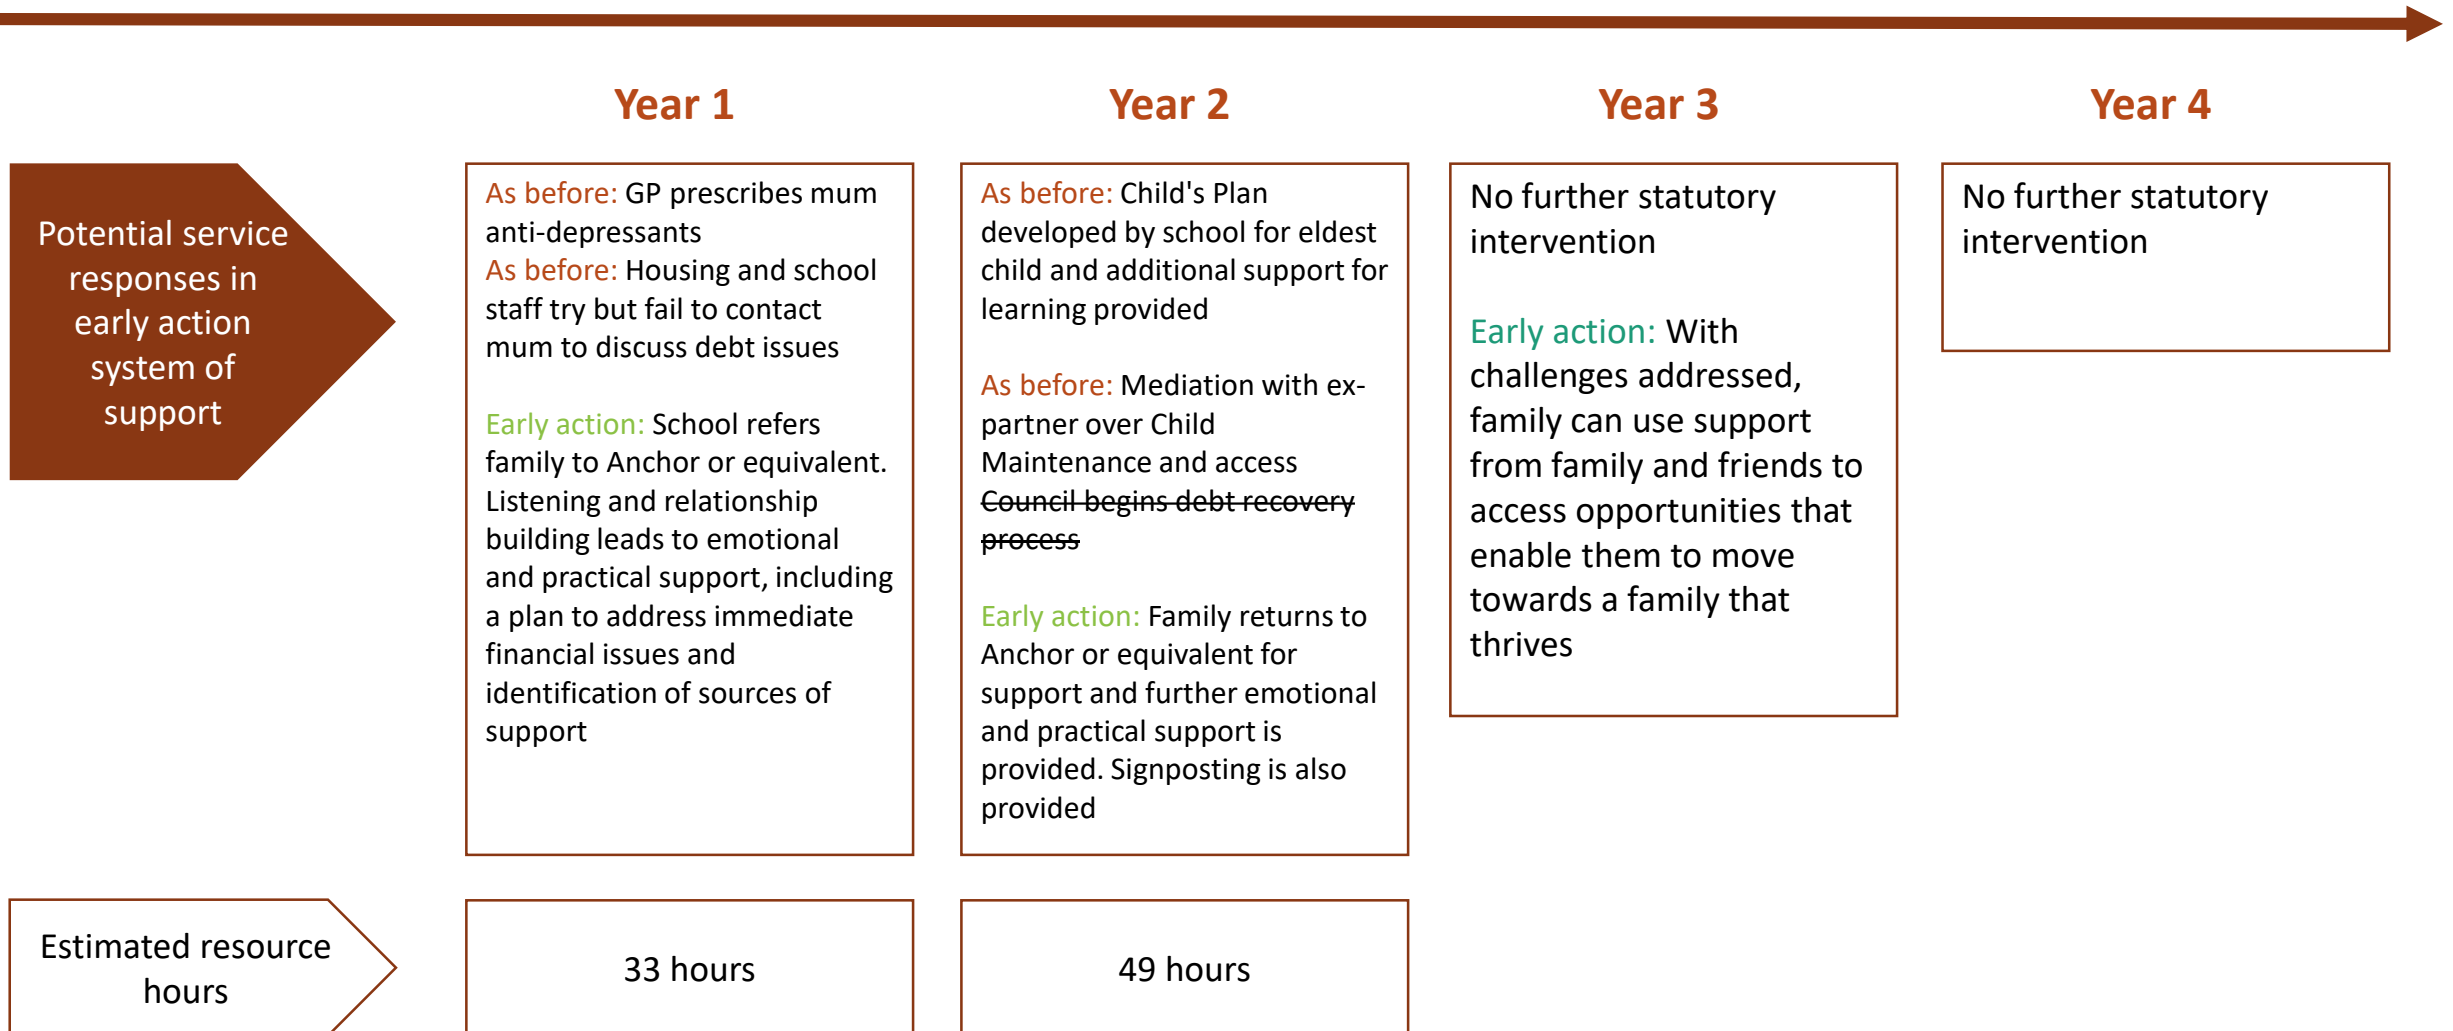 Year 1
Year 2
Year 3
Year 4
Potential service
responses in
early action
system of
support
As before: GP prescribes mum
anti-depressants
As before: Housing and school
staff try but fail to contact
mum to discuss debt issues
Early action: School refers
family to Anchor or equivalent.
Listening and relationship
building leads to emotional
and practical support, including
a plan to address immediate
financial issues and
identification of sources of
support
As before: Child's Plan
developed by school for eldest
child and additional support for
learning provided
As before: Mediation with ex-
partner over Child
Maintenance and access
Council begins debt recovery
process
Early action: Family returns to
Anchor or equivalent for
support and further emotional
and practical support is
provided. Signposting is also
provided
No further statutory
intervention
Early action: With
challenges addressed,
family can use support
from family and friends to
access opportunities that
enable them to move
towards a family that
thrives
No further statutory
intervention
Estimated resource
hours
33 hours
49 hours